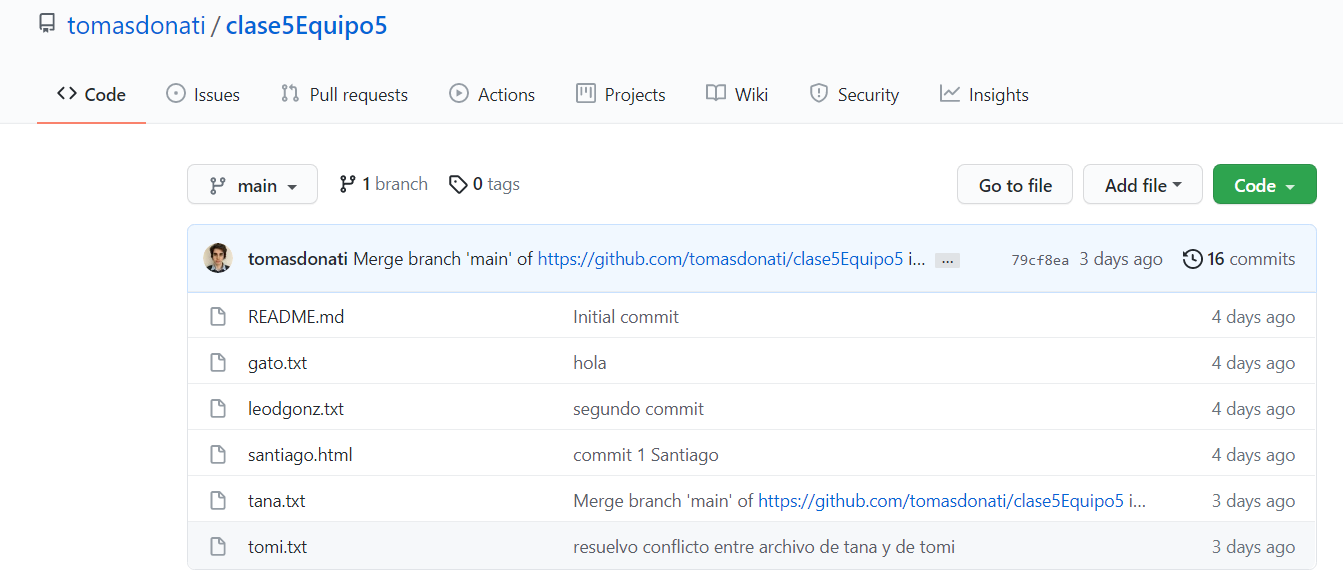 tomasdonati / clase5Equipo5
Code Issues Pull requests Actions Projects Wiki Security Insights
main 1 branch 0 tags Go to file Add file Code
tomasdonati Merge branch 'main' of https://github.com/tomasdonati/clase5Equipo5 i... ... 79cf8ea 3 days ago 16 commits
README.md Initial commit 4 days ago
gato.txt hola 4 days ago
leodgonz.txt segundo commit 4 days ago
santiago.html commit 1 Santiago 4 days ago
tana.txt Merge branch 'main' of https://github.com/tomasdonati/clase5Equipo5 i... 3 days ago
tomi.txt resuelvo conflicto entre archivo de tana y de tomi 3 days ago